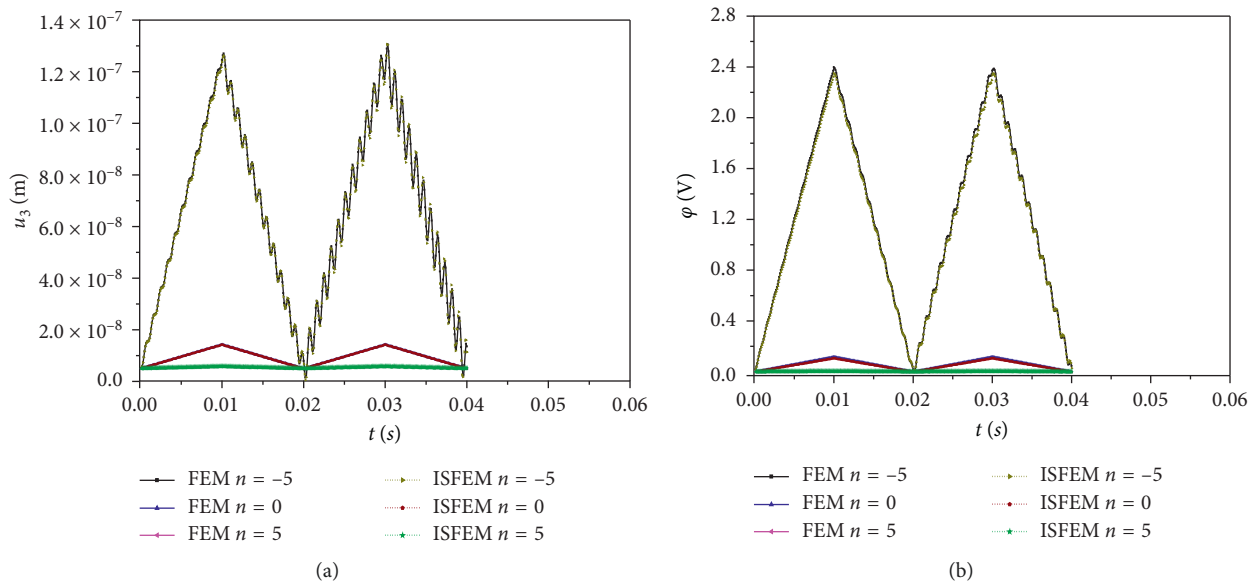 1.4 × 10⁻⁷
1.2 × 10⁻⁷
1.0 × 10⁻⁷
8.0 × 10⁻⁸
6.0 × 10⁻⁸
4.0 × 10⁻⁸
2.0 × 10⁻⁸
0.0
u₃ (m)
0.00 0.01 0.02 0.03 0.04 0.05 0.06
t (s)
FEM n = –5
FEM n = 0
FEM n = 5
ISFEM n = –5
ISFEM n = 0
ISFEM n = 5
(a)
2.8
2.4
2.0
1.6
1.2
0.8
0.4
0.0
φ (V)
0.00 0.01 0.02 0.03 0.04 0.05 0.06
t (s)
FEM n = –5
FEM n = 0
FEM n = 5
ISFEM n = –5
ISFEM n = 0
ISFEM n = 5
(b)